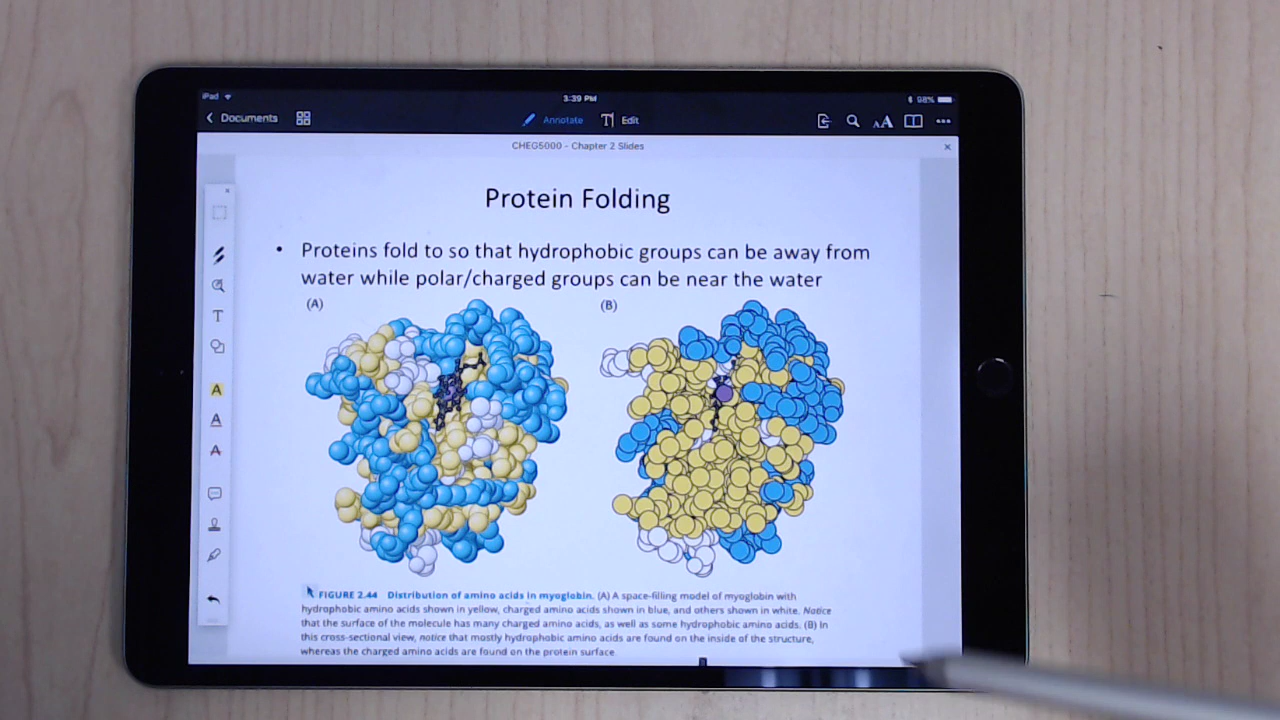 iPad
3:39 PM
98%
Documents
Annotate
T Edit
AA
CHEG5000 - Chapter 2 Slides
Protein Folding
• Proteins fold to so that hydrophobic groups can be away from
water while polar/charged groups can be near the water
(A)
(B)
T
A
A
A
FIGURE 2.44 Distribution of amino acids in myoglobin. (A) A space-filling model of myoglobin with
hydrophobic amino acids shown in yellow, charged amino acids shown in blue, and others shown in white. Notice
that the surface of the molecule has many charged amino acids, as well as some hydrophobic amino acids. (B) In
this cross-sectional view, notice that mostly hydrophobic amino acids are found on the inside of the structure,
whereas the charged amino acids are found on the protein surface.